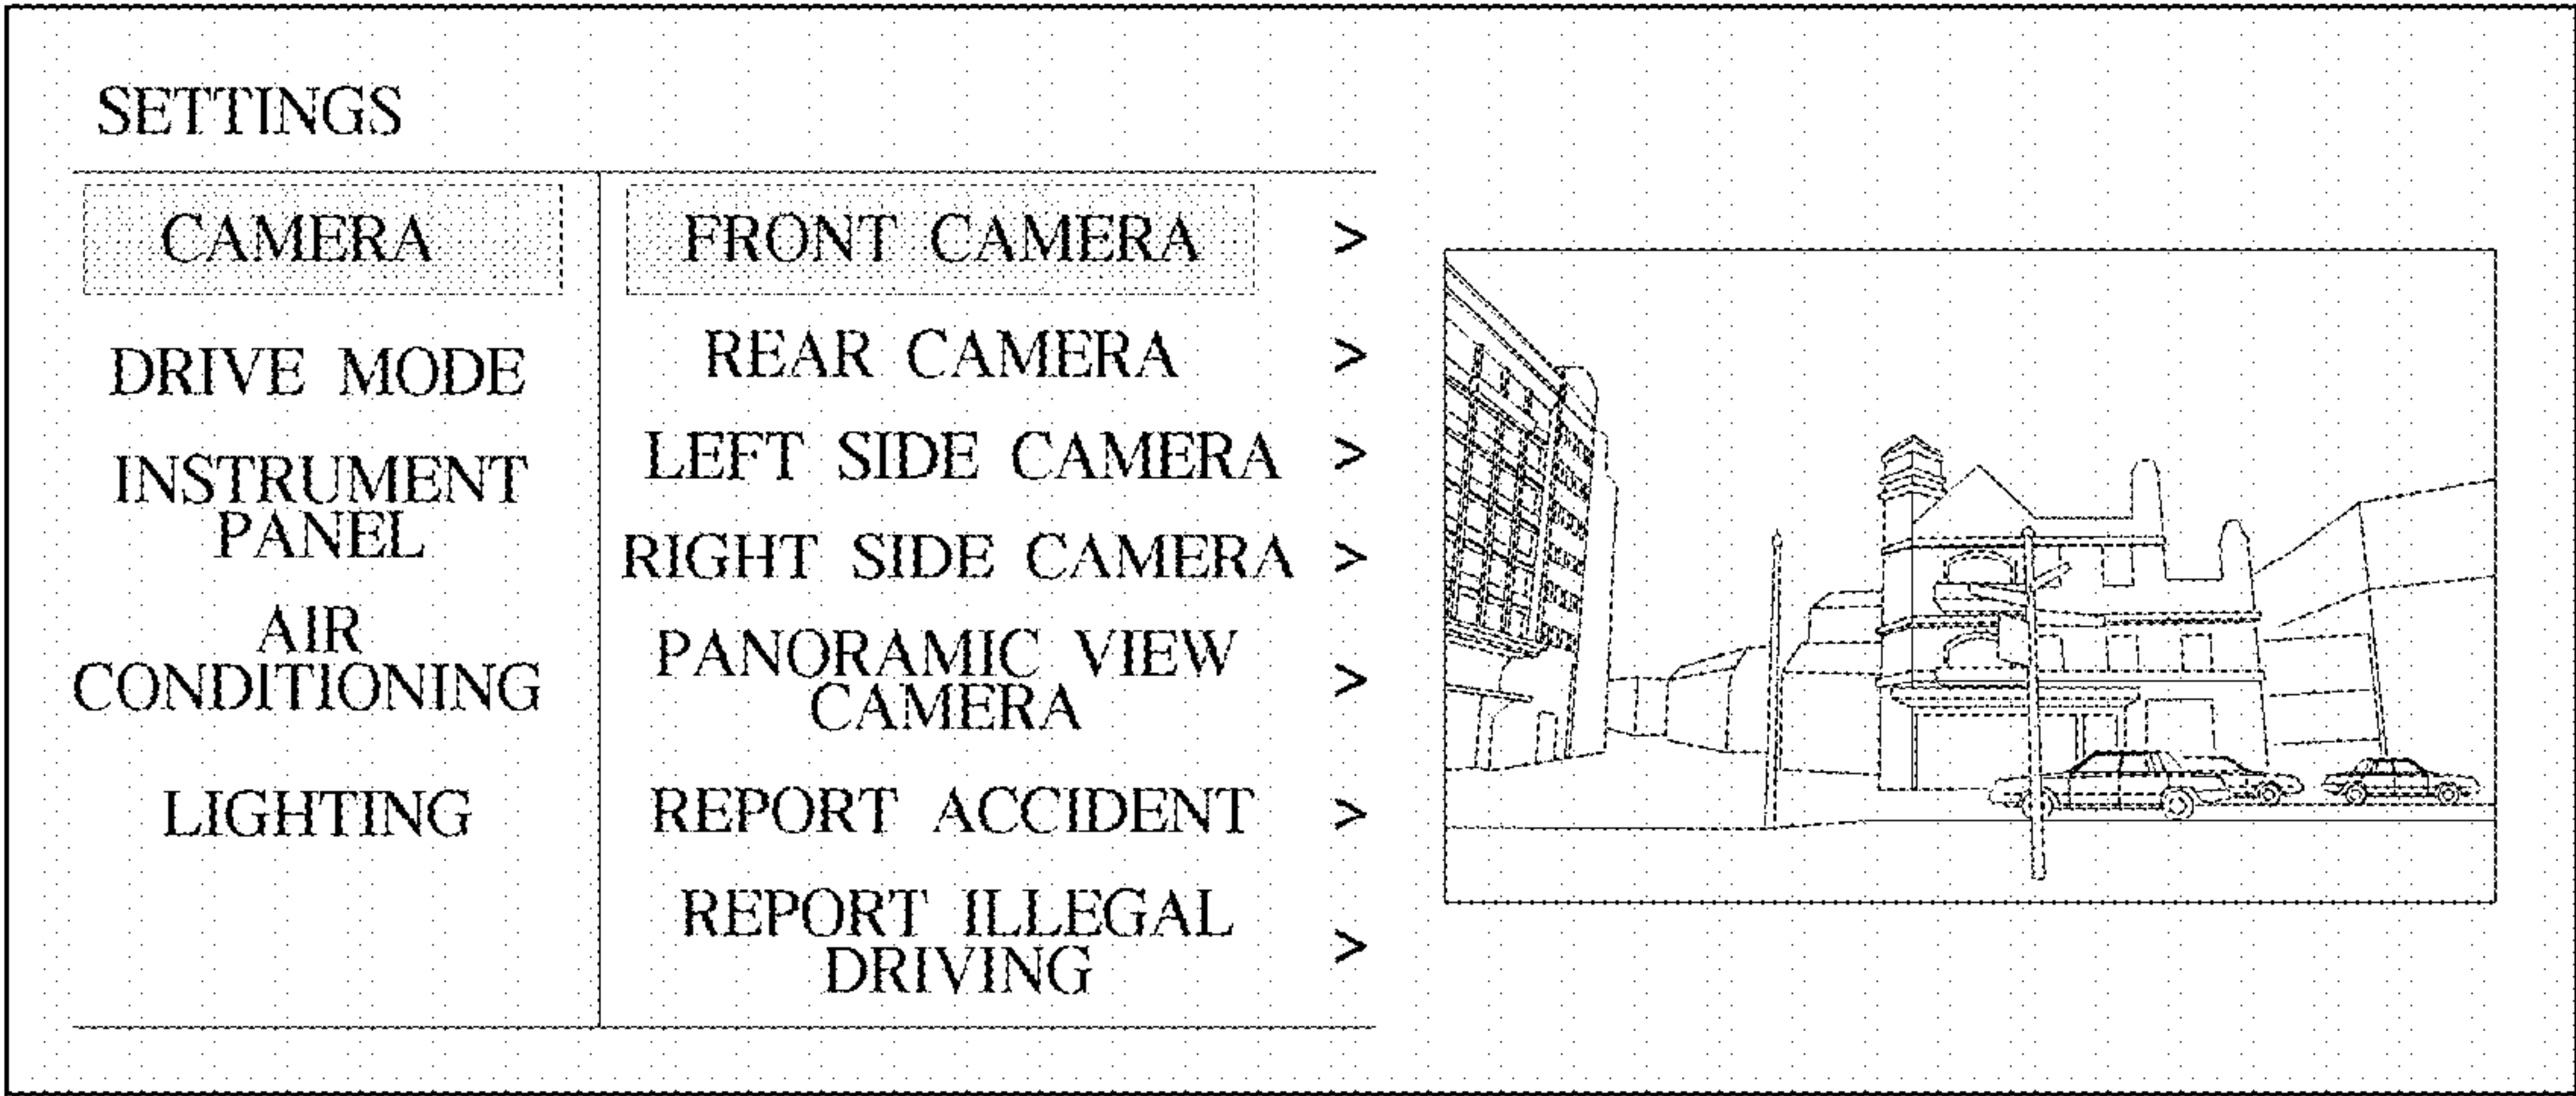 SETTINGS
CAMERA
DRIVE MODE
INSTRUMENT
PANEL
AIR
CONDITIONING
LIGHTING
FRONT CAMERA >
REAR CAMERA >
LEFT SIDE CAMERA >
RIGHT SIDE CAMERA >
PANORAMIC VIEW
CAMERA >
REPORT ACCIDENT >
REPORT ILLEGAL
DRIVING >